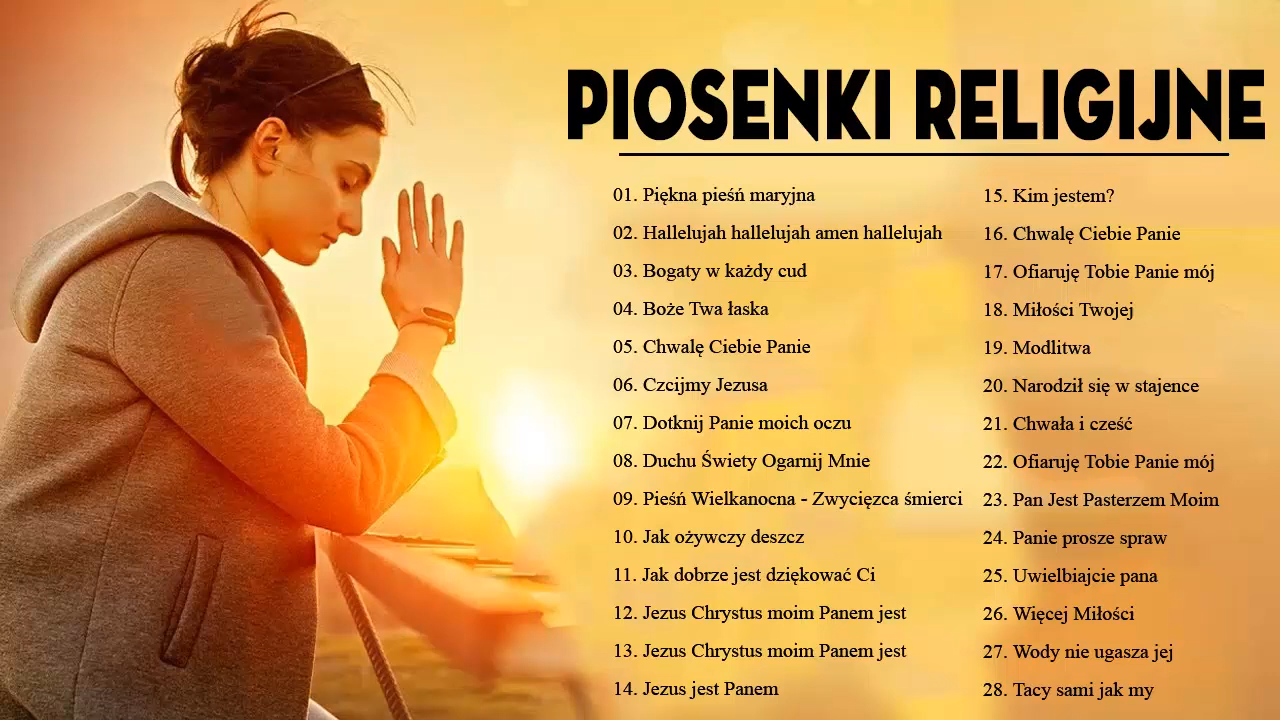 PIOSENKI RELIGIJNE
01. Piękna pieśń maryjna
02. Hallelujah hallelujah amen hallelujah
03. Bogaty w każdy cud
04. Boże Twa łaska
05. Chwalę Ciebie Panie
06. Czcijmy Jezusa
07. Dotknij Panie moich oczu
08. Duchu Świety Ogarnij Mnie
09. Pieśń Wielkanocna - Zwycięzca śmierci
10. Jak ożywczy deszcz
11. Jak dobrze jest dziękować Ci
12. Jezus Chrystus moim Panem jest
13. Jezus Chrystus moim Panem jest
14. Jezus jest Panem
15. Kim jestem?
16. Chwalę Ciebie Panie
17. Ofiaruję Tobie Panie mój
18. Miłości Twojej
19. Modlitwa
20. Narodził się w stajence
21. Chwała i cześć
22. Ofiaruję Tobie Panie mój
23. Pan Jest Pasterzem Moim
24. Panie prosze spraw
25. Uwielbiajcie pana
26. Więcej Miłości
27. Wody nie ugasza jej
28. Tacy sami jak my